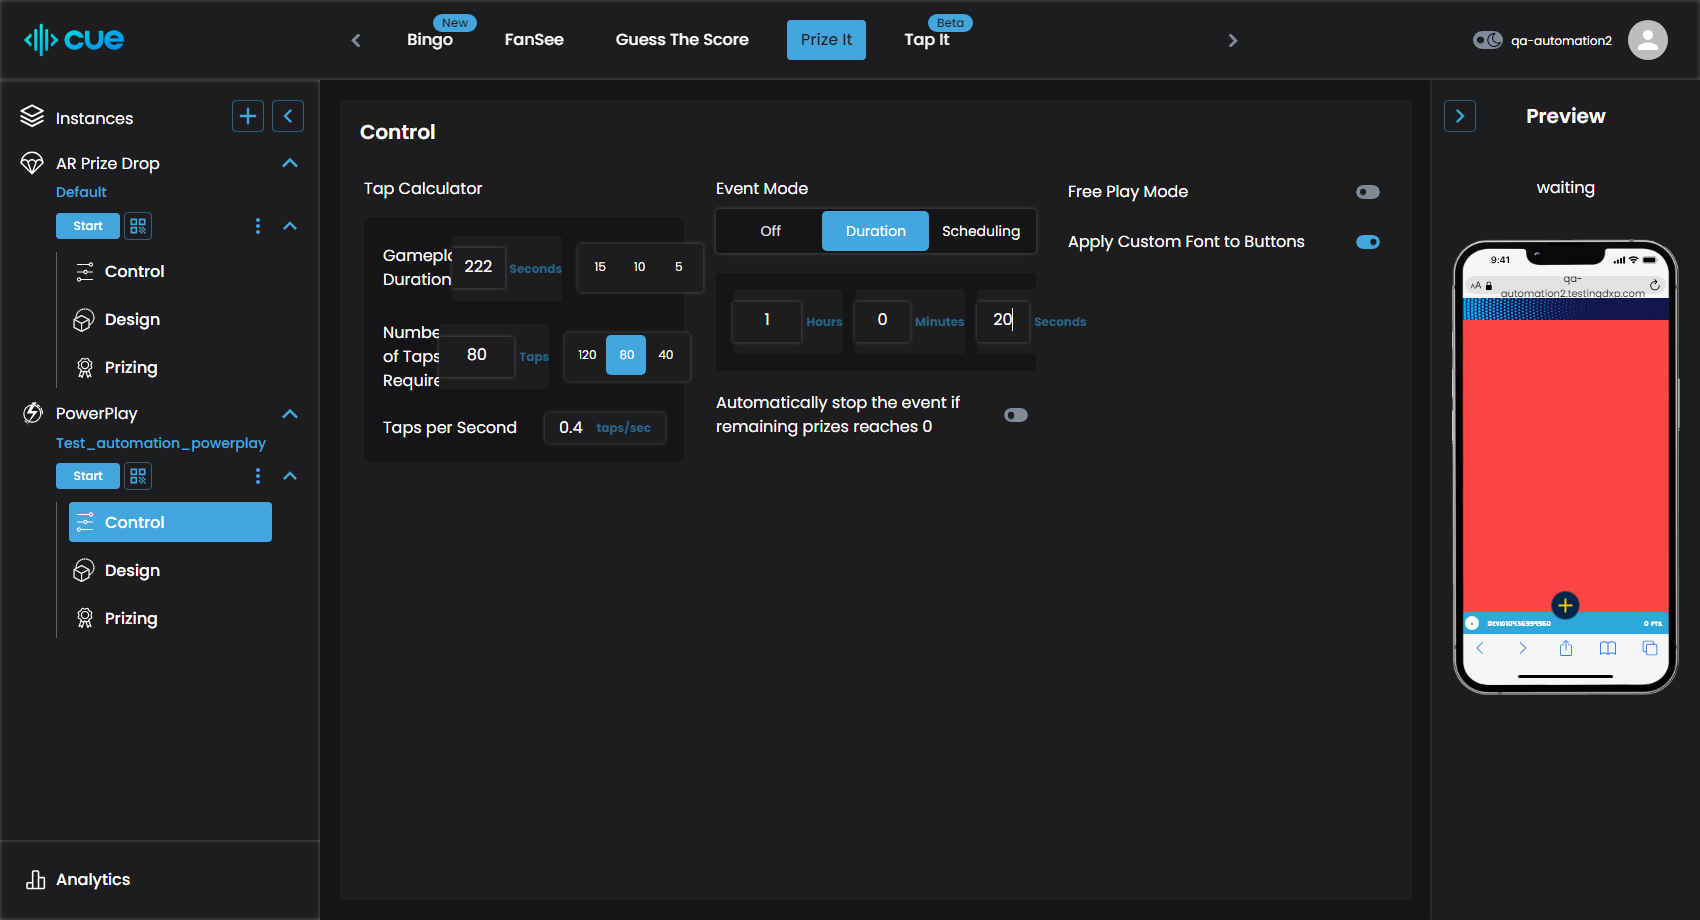 cue
New
Bingo
FanSee
Guess The Score
Prize It
Beta
Tap It
qa-automation2
Instances
AR Prize Drop
Default
Start
Control
Design
Prizing
PowerPlay
Test_automation_powerplay
Start
Control
Design
Prizing
Analytics
Control
Tap Calculator
Gamepl
Duration
222 Seconds
15 10 5
Numbe
of Taps
Require
80 Taps
120 80 40
Taps per Second 0.4 taps/sec
Event Mode
Off Duration Scheduling
1 Hours 0 Minutes 20 Seconds
Automatically stop the event if
remaining prizes reaches 0
Free Play Mode
Apply Custom Font to Buttons
Preview
waiting
9:41
AA
qa-
automation2.testingdxp.com
0 PTS.